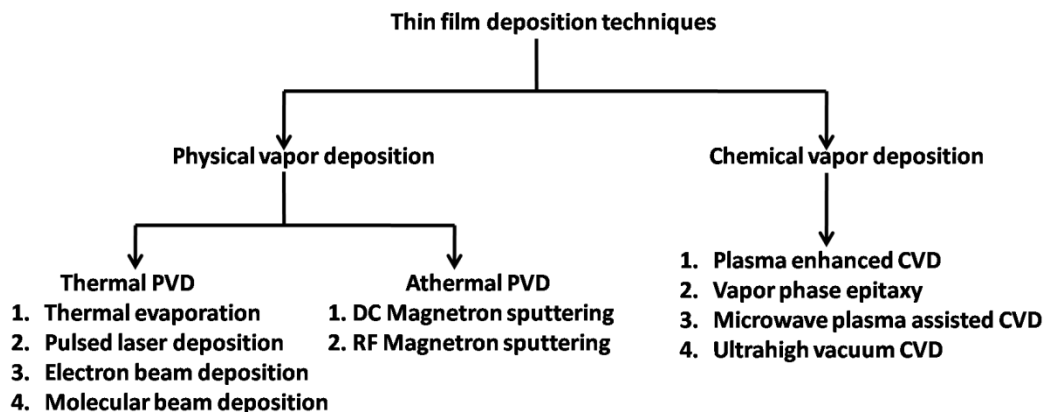 Thin film deposition techniques
Physical vapor deposition
Chemical vapor deposition
Thermal PVD
1. Thermal evaporation
2. Pulsed laser deposition
3. Electron beam deposition
4. Molecular beam deposition
Athermal PVD
1. DC Magnetron sputtering
2. RF Magnetron sputtering
1. Plasma enhanced CVD
2. Vapor phase epitaxy
3. Microwave plasma assisted CVD
4. Ultrahigh vacuum CVD